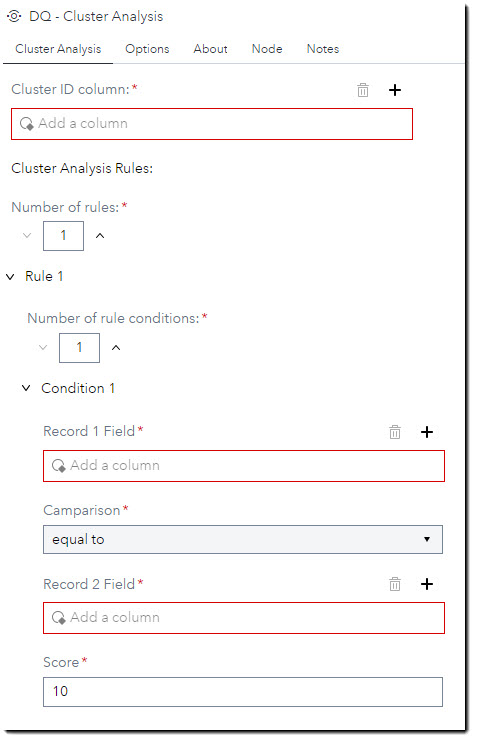 DQ - Cluster Analysis
Cluster Analysis Options About Node Notes
Cluster ID column:*
Add a column
Cluster Analysis Rules:
Number of rules:*
1
Rule 1
Number of rule conditions:*
1
Condition 1
Record 1 Field*
Add a column
Camparison*
equal to
Record 2 Field*
Add a column
Score*
10